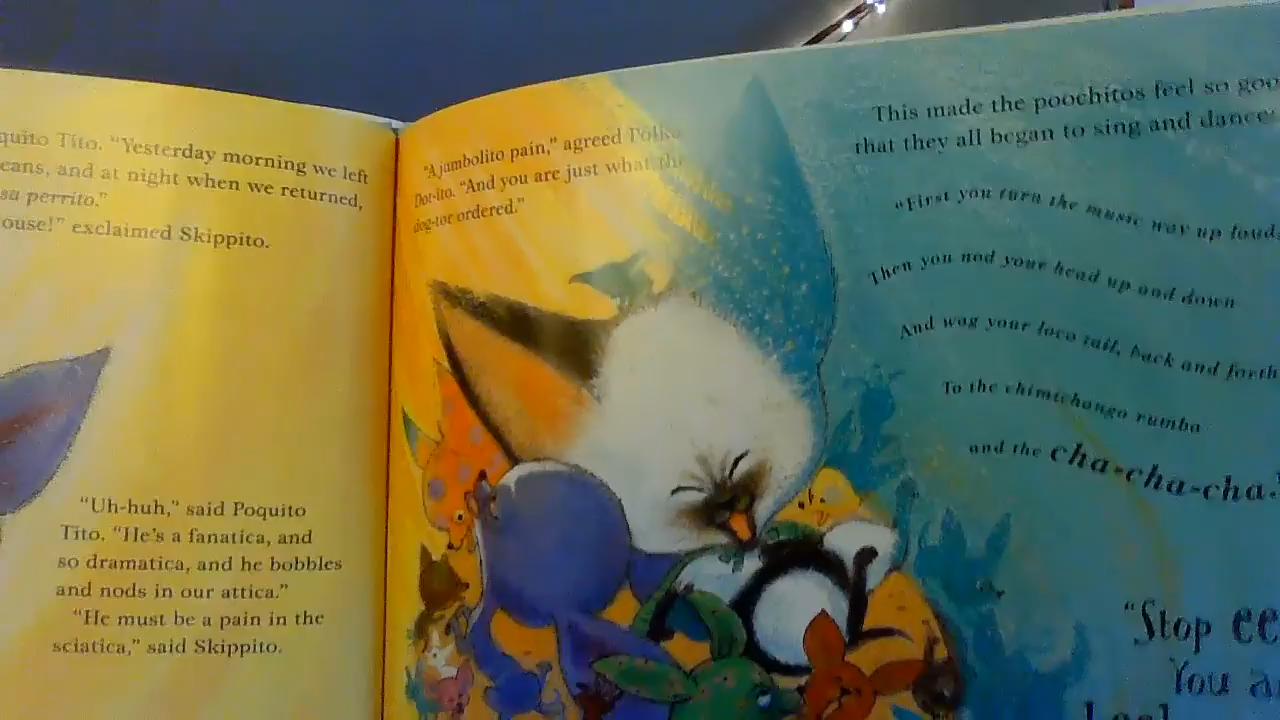 quito Tito. "Yesterday morning we left
eans, and at night when we returned,
sa perrito."
ouse!" exclaimed Skippito.
"Uh-huh," said Poquito
Tito. "He's a fanatica, and
so dramatica, and he bobbles
and nods in our attica."
"He must be a pain in the
sciatica," said Skippito.
"A jambolito pain," agreed Polka
Dot-ito. "And you are just what the
dog-tor ordered."
This made the poochitos feel so goo
that they all began to sing and dance:
"First you turn the music way up loud.
Then you nod your head up and down
And wag your loco tail, back and forth
To the chimichango rumba
and the cha-cha-cha."
"Stop ee
You a